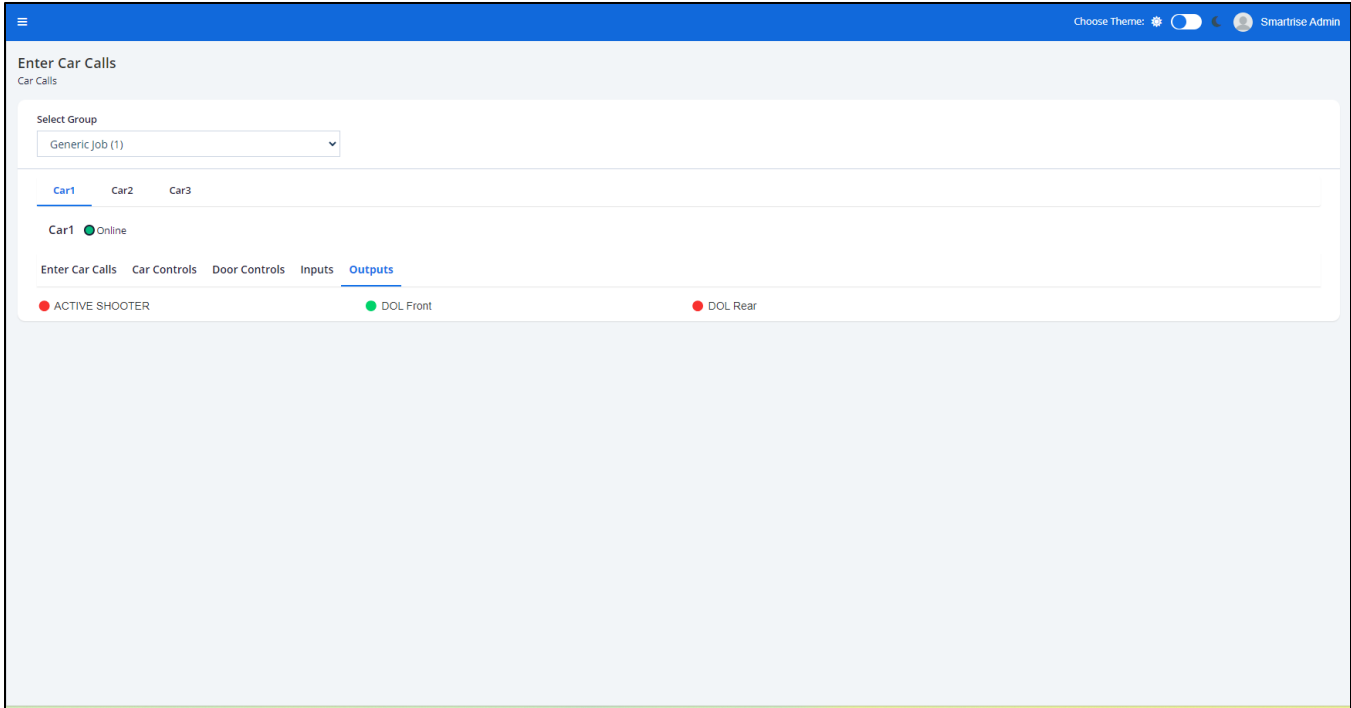 Choose Theme: Smartrise Admin
Enter Car Calls
Car Calls
Select Group
Generic Job (1)
Car1 Car2 Car3
Car1 Online
Enter Car Calls Car Controls Door Controls Inputs Outputs
ACTIVE SHOOTER DOL Front DOL Rear